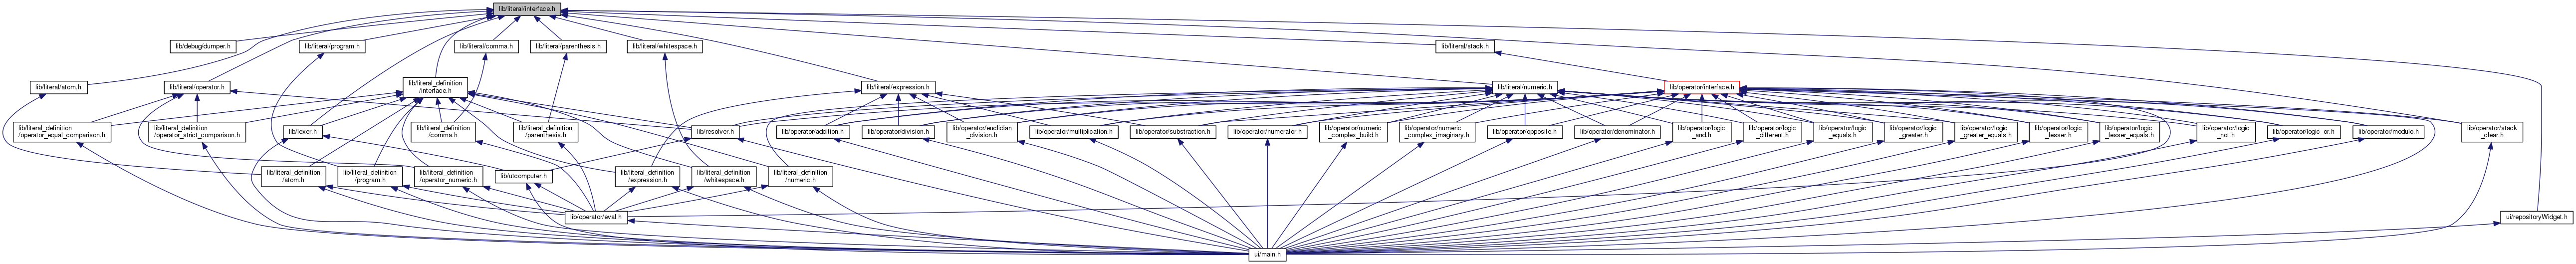 lib/literal/interface.h
lib/debug/dumper.h
lib/literal/program.h
lib/literal/comma.h
lib/literal/parenthesis.h
lib/literal/whitespace.h
lib/literal/stack.h
lib/literal/atom.h
lib/literal/operator.h
lib/literal_definition
/interface.h
lib/literal/expression.h
lib/literal/numeric.h
lib/operator/interface.h
lib/literal_definition
/operator_equal_comparison.h
lib/literal_definition
/operator_strict_comparison.h
lib/lexer.h
lib/literal_definition
/comma.h
lib/literal_definition
/parenthesis.h
lib/resolver.h
lib/operator/addition.h
lib/operator/division.h
lib/operator/euclidian
_division.h
lib/operator/multiplication.h
lib/operator/substraction.h
lib/operator/numerator.h
lib/operator/numeric
_complex_build.h
lib/operator/numeric
_complex_imaginary.h
lib/operator/opposite.h
lib/operator/denominator.h
lib/operator/logic
_and.h
lib/operator/logic
_different.h
lib/operator/logic
_equals.h
lib/operator/logic
_greater.h
lib/operator/logic
_greater_equals.h
lib/operator/logic
_lesser.h
lib/operator/logic
_lesser_equals.h
lib/operator/logic
_not.h
lib/operator/logic_or.h
lib/operator/modulo.h
lib/operator/stack
_clear.h
lib/literal_definition
/atom.h
lib/literal_definition
/program.h
lib/literal_definition
/operator_numeric.h
lib/utcomputer.h
lib/literal_definition
/expression.h
lib/literal_definition
/whitespace.h
lib/literal_definition
/numeric.h
lib/operator/eval.h
ui/repositoryWidget.h
ui/main.h